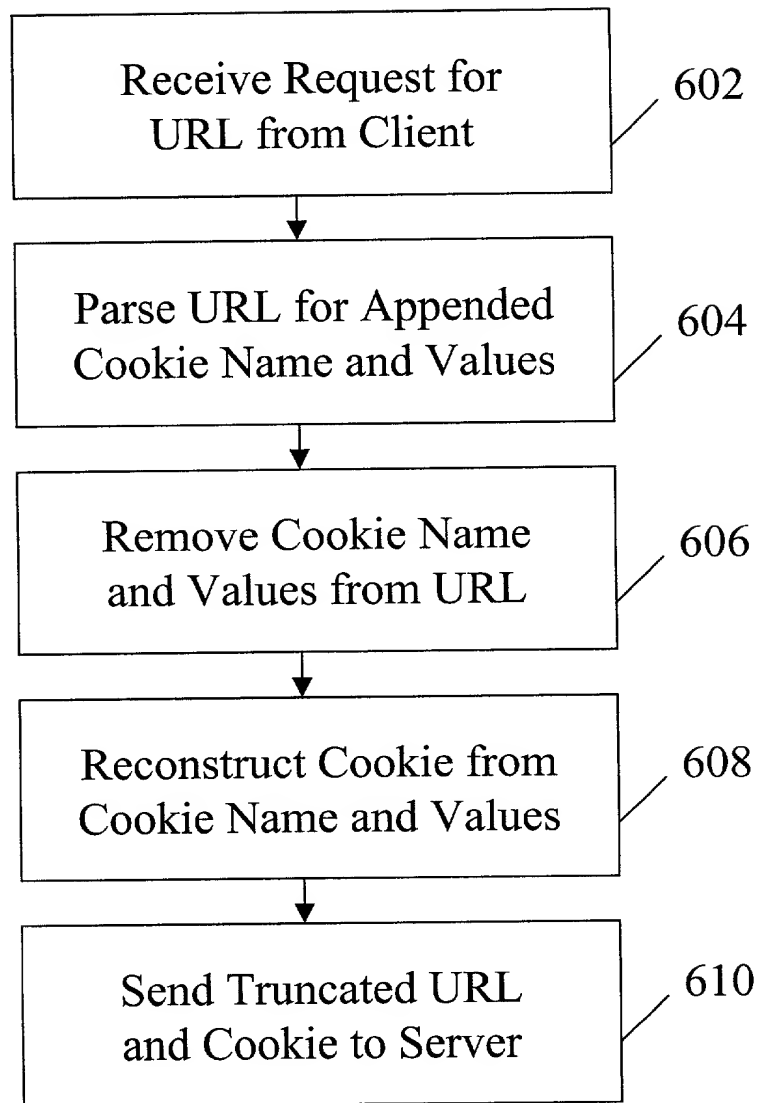 Receive Request for
URL from Client
602
Parse URL for Appended
Cookie Name and Values
604
Remove Cookie Name
and Values from URL
606
Reconstruct Cookie from
Cookie Name and Values
608
Send Truncated URL
and Cookie to Server
610